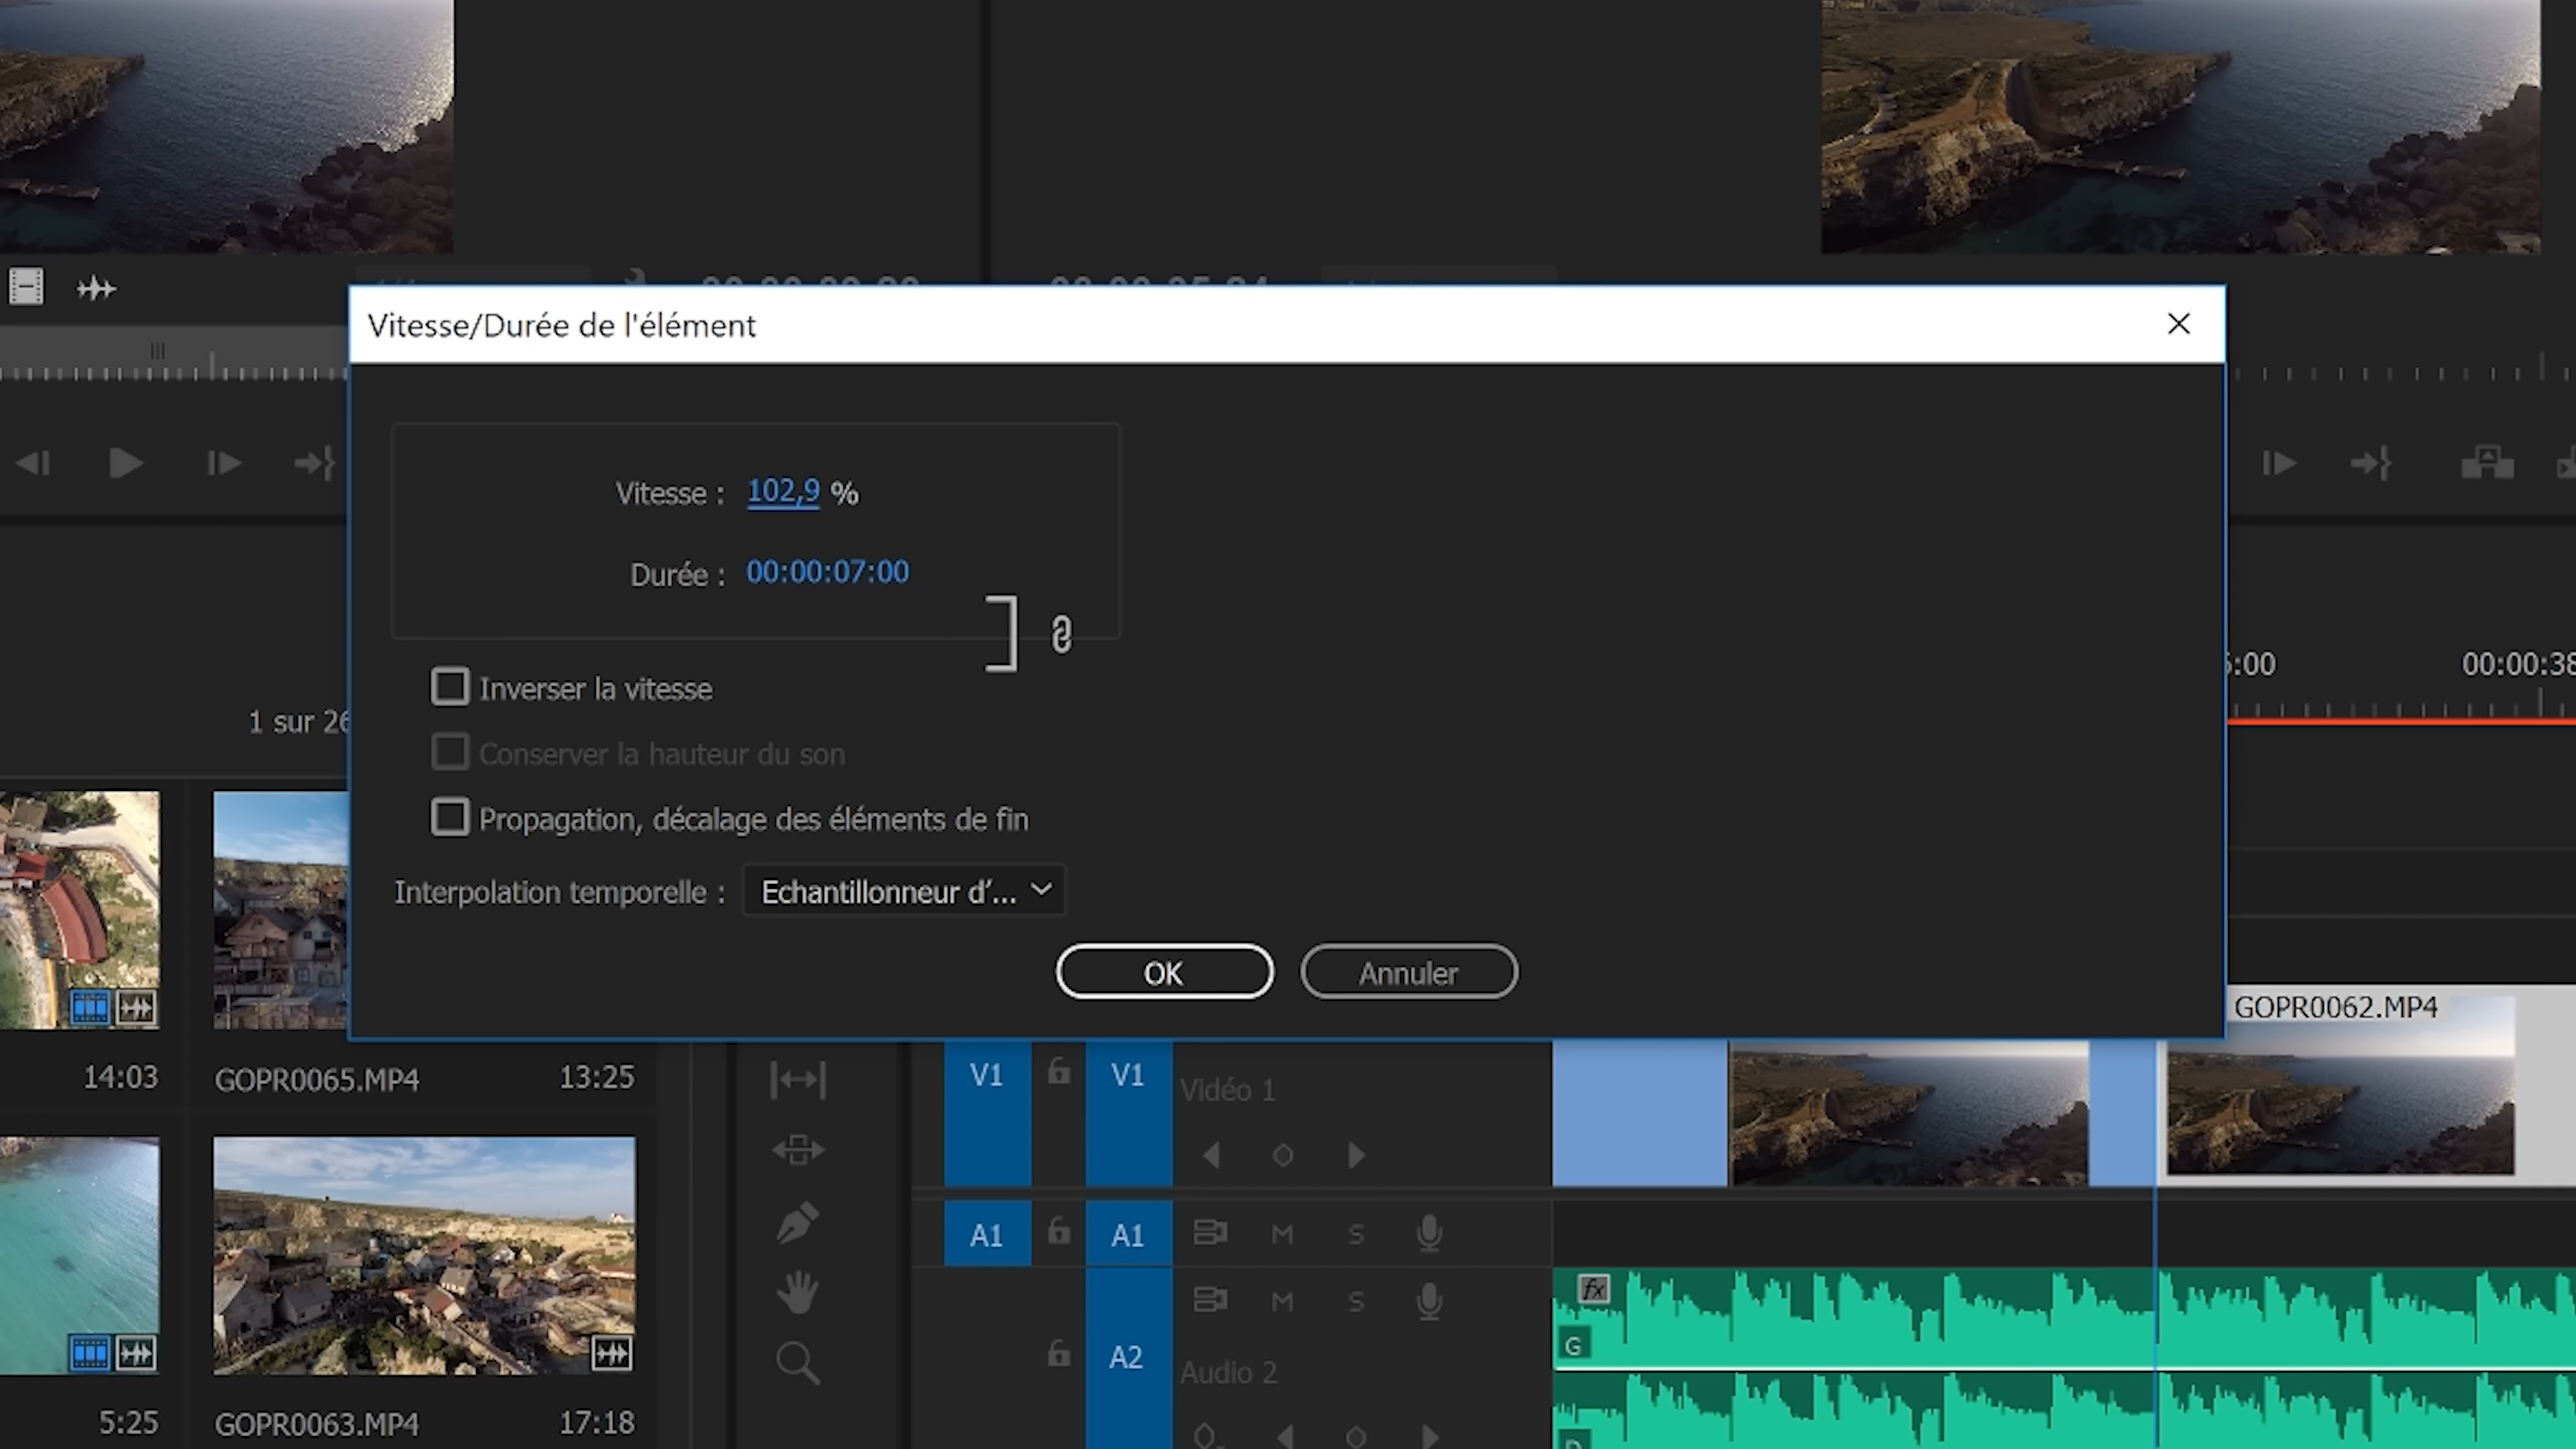 Vitesse/Durée de l'élément
Vitesse : 102,9 %
Durée : 00:00:07:00
Inverser la vitesse
Conserver la hauteur du son
Propagation, décalage des éléments de fin
Interpolation temporelle : Echantillonneur d’...
OK Annuler
:00 00:00:38
1 sur 26
14:03
GOPR0065.MP4 13:25
5:25
GOPR0063.MP4 17:18
GOPR0062.MP4
V1 V1 Vidéo 1
A1 A1 M S
M S
A2 Audio 2
fx
G